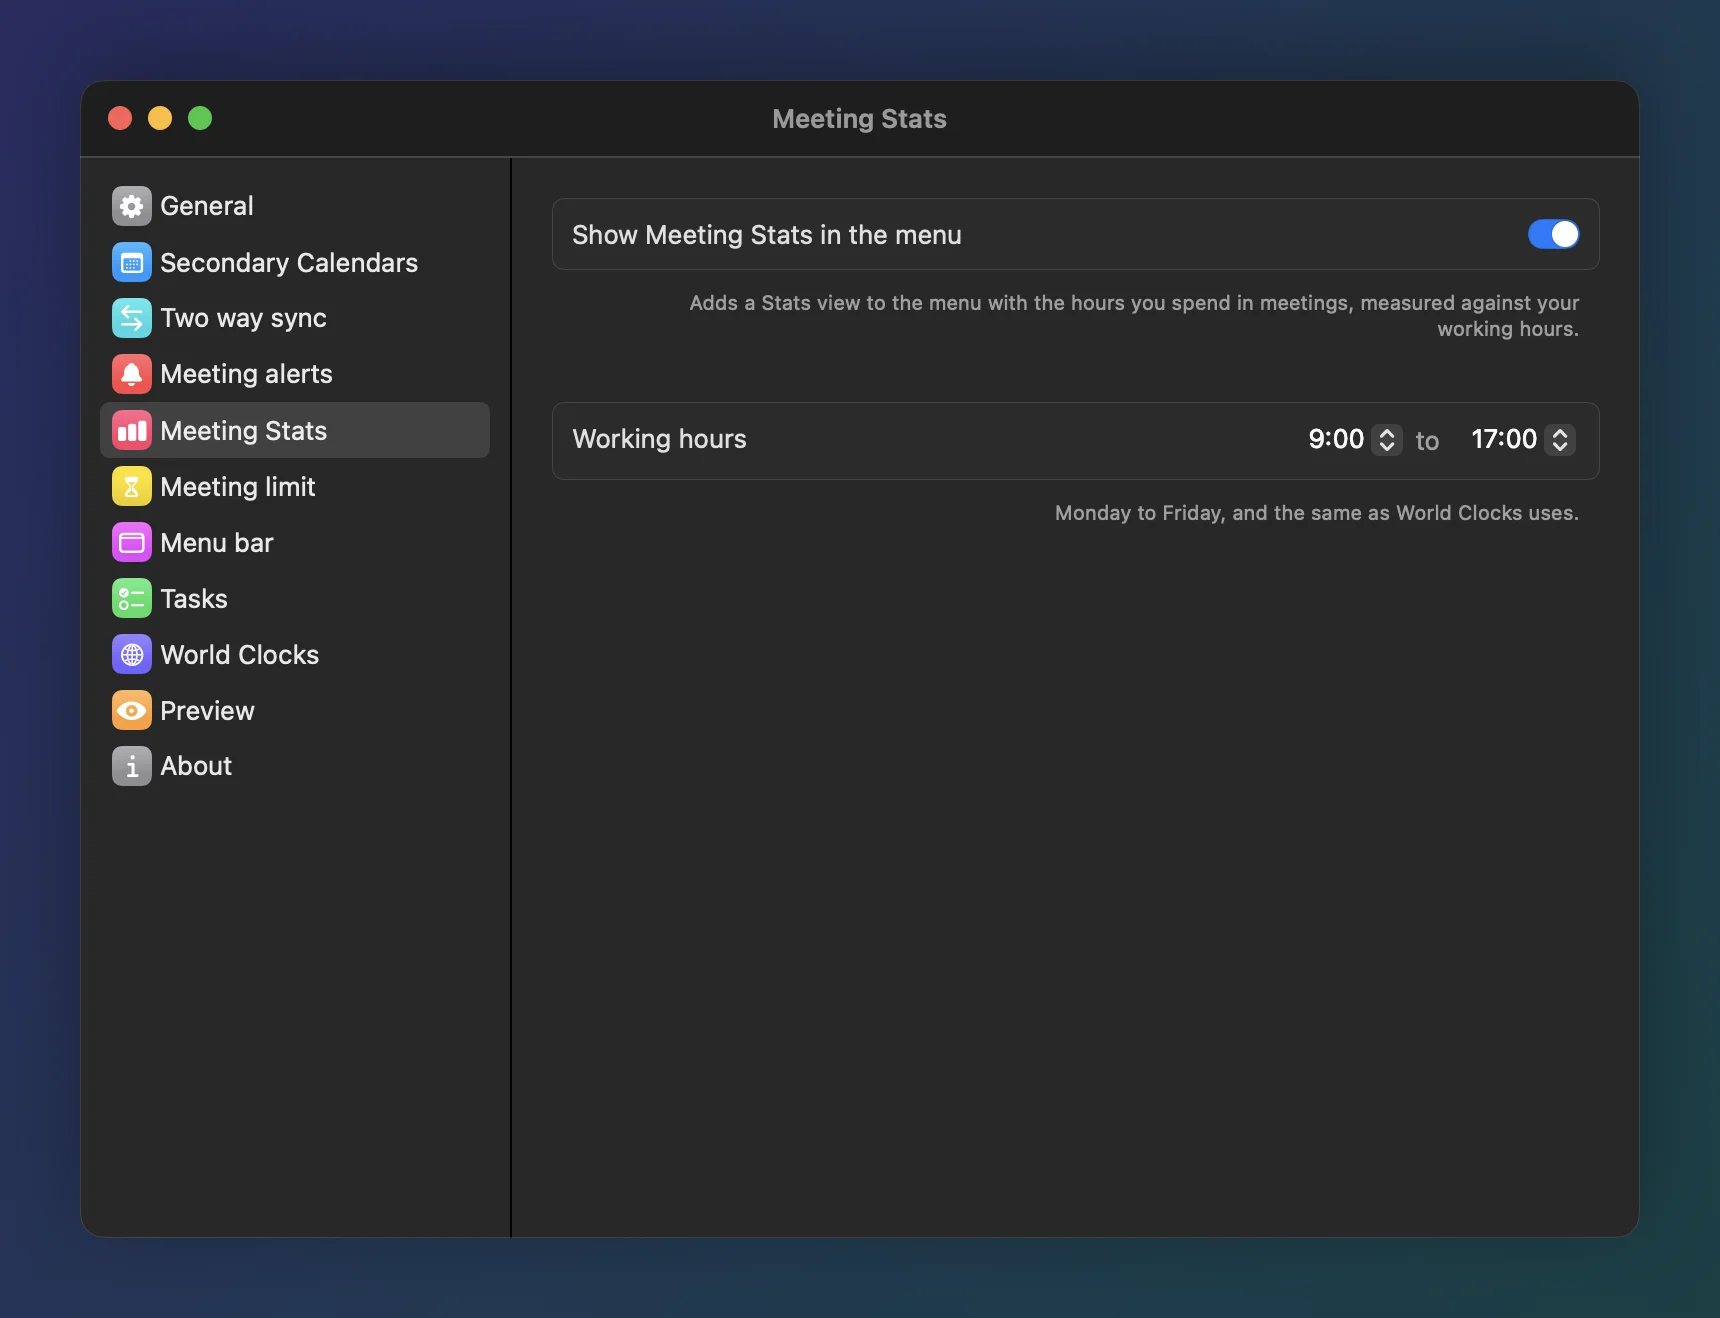 Meeting Stats
General
Secondary Calendars
Two way sync
Meeting alerts
Meeting Stats
Meeting limit
Menu bar
Tasks
World Clocks
Preview
About
Show Meeting Stats in the menu
Adds a Stats view to the menu with the hours you spend in meetings, measured against your
working hours.
Working hours 9:00 to 17:00
Monday to Friday, and the same as World Clocks uses.